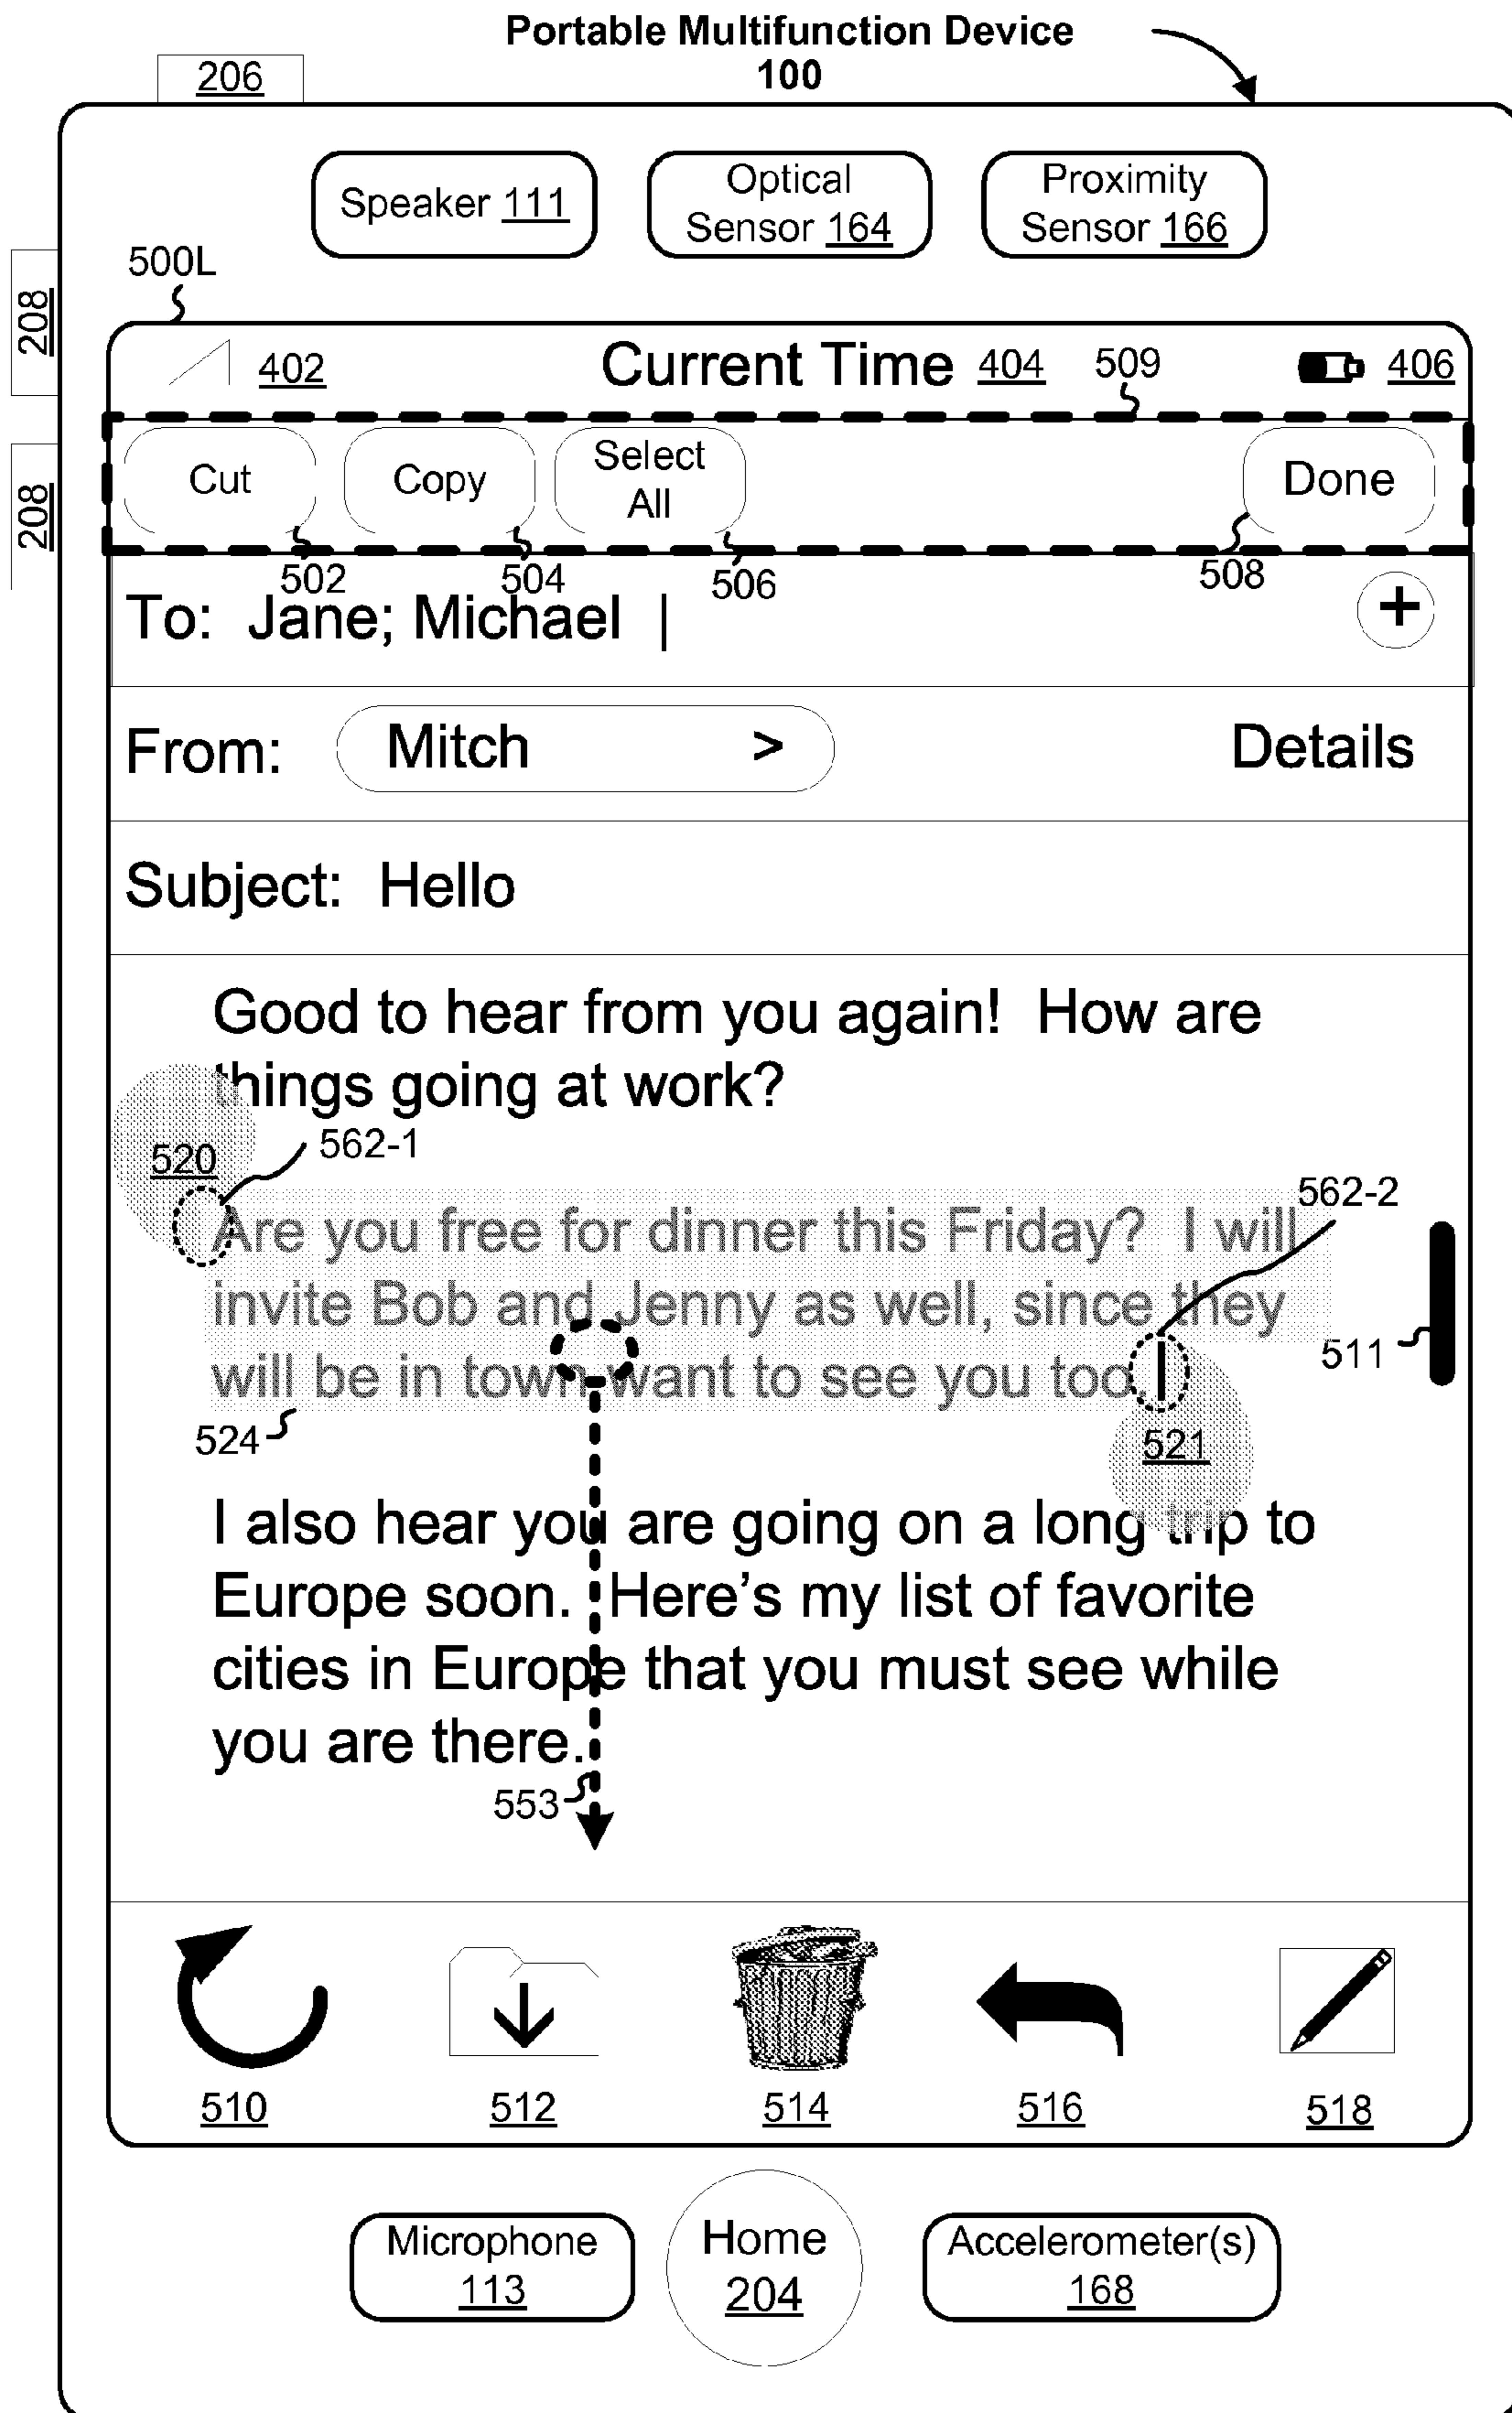 Portable Multifunction Device
100
206
Speaker 111
Optical
Sensor 164
Proximity
Sensor 166
500L
208
208
402
Current Time 404
509
406
Cut
Copy
Select
All
Done
502
504
506
508
To: Jane; Michael |
+
From: Mitch >
Details
Subject: Hello
Good to hear from you again! How are
things going at work?
520
562-1
562-2
Are you free for dinner this Friday? I will
invite Bob and Jenny as well, since they
will be in town want to see you too.
511
524
521
I also hear you are going on a long trip to
Europe soon. Here's my list of favorite
cities in Europe that you must see while
you are there.
553
510
512
514
516
518
Microphone
113
Home
204
Accelerometer(s)
168